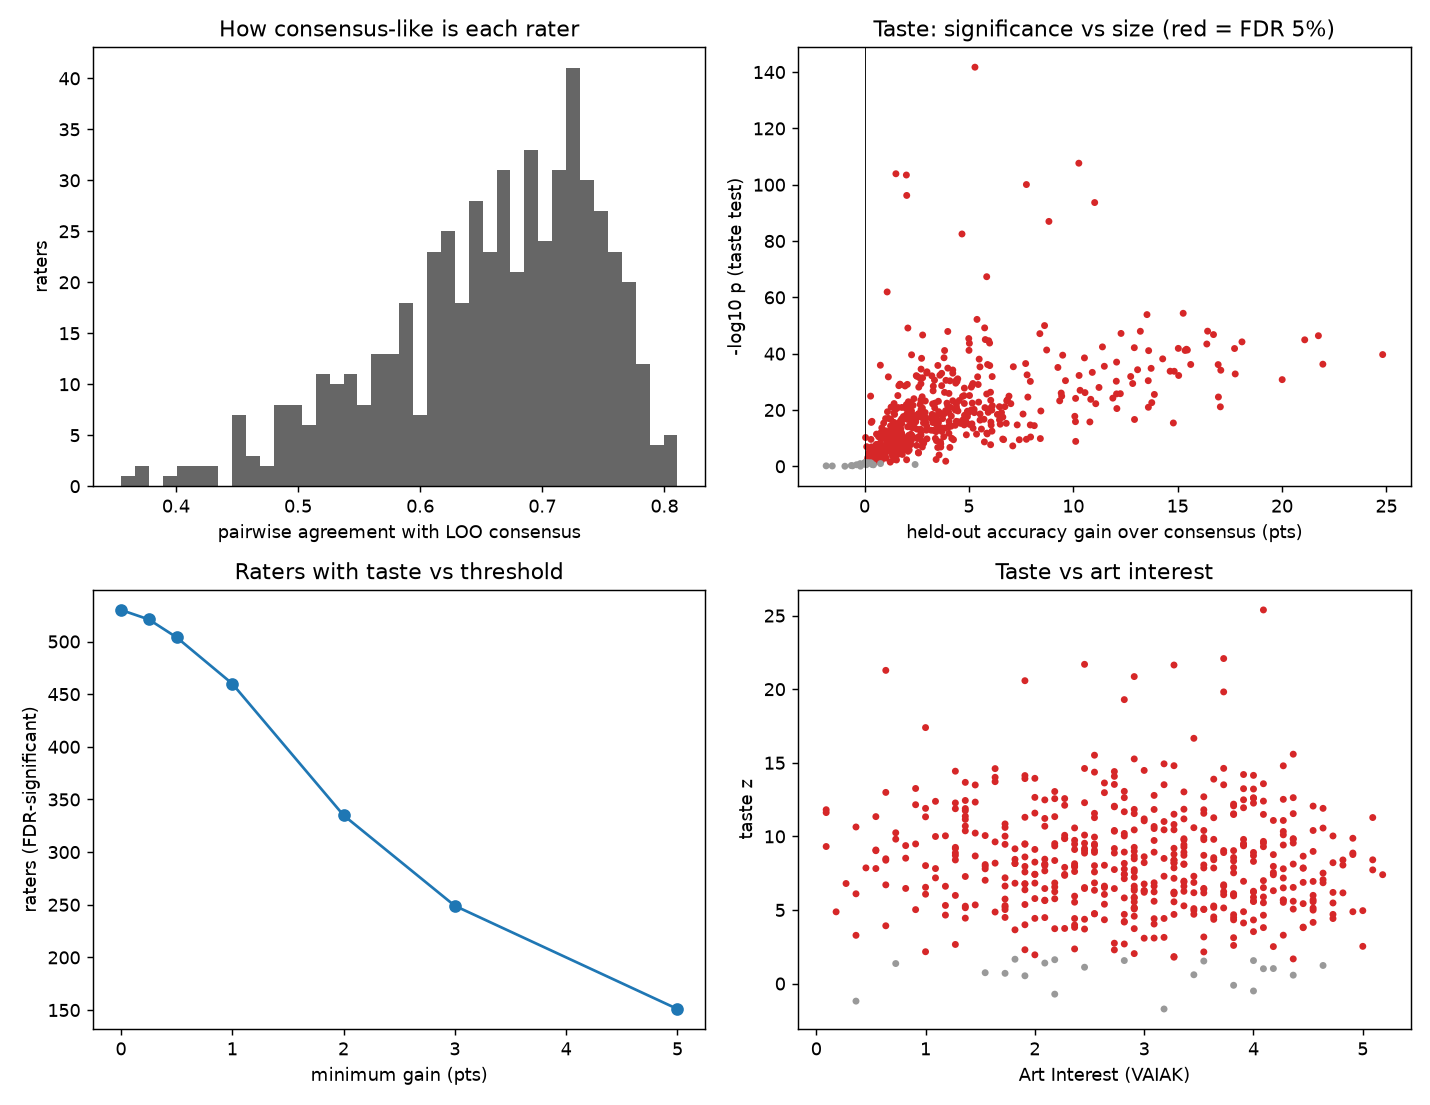 How consensus-like is each rater
40
35
30
25
20
15
10
5
0
raters
0.4 0.5 0.6 0.7 0.8
pairwise agreement with LOO consensus
Taste: significance vs size (red = FDR 5%)
140
120
100
80
60
40
20
0
-log10 p (taste test)
0 5 10 15 20 25
held-out accuracy gain over consensus (pts)
Raters with taste vs threshold
500
450
400
350
300
250
200
150
raters (FDR-significant)
0 1 2 3 4 5
minimum gain (pts)
Taste vs art interest
25
20
15
10
5
0
taste z
0 1 2 3 4 5
Art Interest (VAIAK)